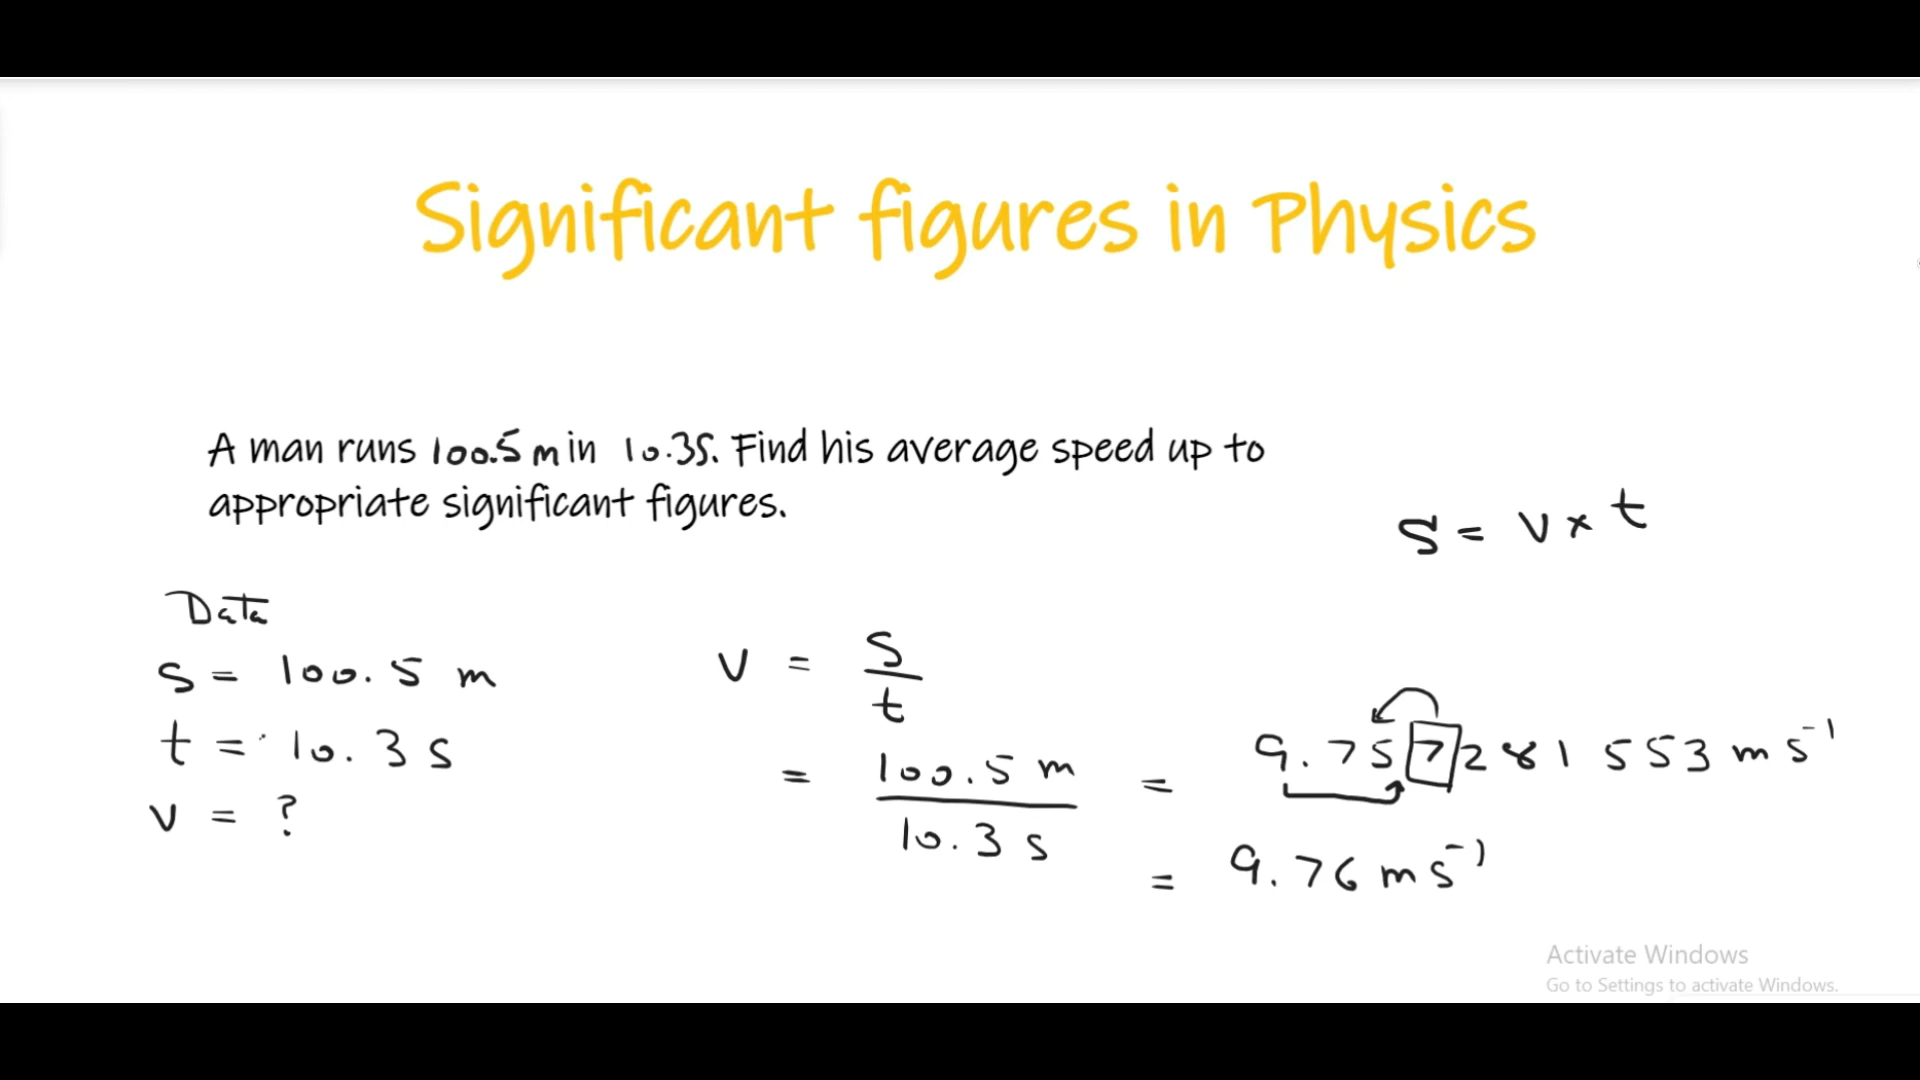 Significant figures in Physics
A man runs 100.5 m in 10.3s. Find his average speed up to
appropriate significant figures.
s = v × t
Data
s = 100.5 m
t = 10.3 s
v = ?
v = s/t
= 100.5 m / 10.3 s = 9.757281553 m s⁻¹
= 9.76 m s⁻¹
Activate Windows
Go to Settings to activate Windows.